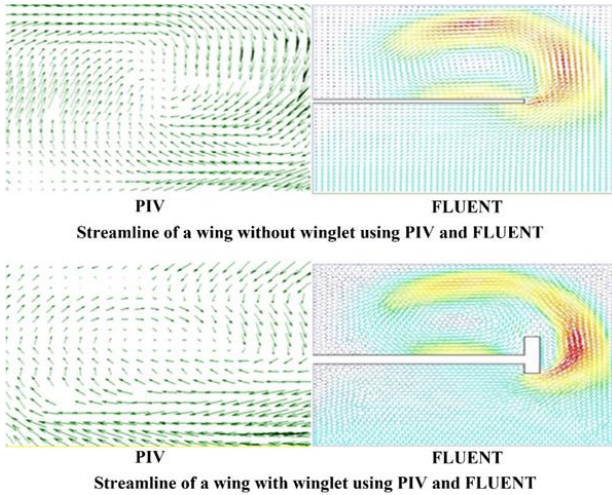 PIV FLUENT
Streamline of a wing without winglet using PIV and FLUENT
PIV FLUENT
Streamline of a wing with winglet using PIV and FLUENT